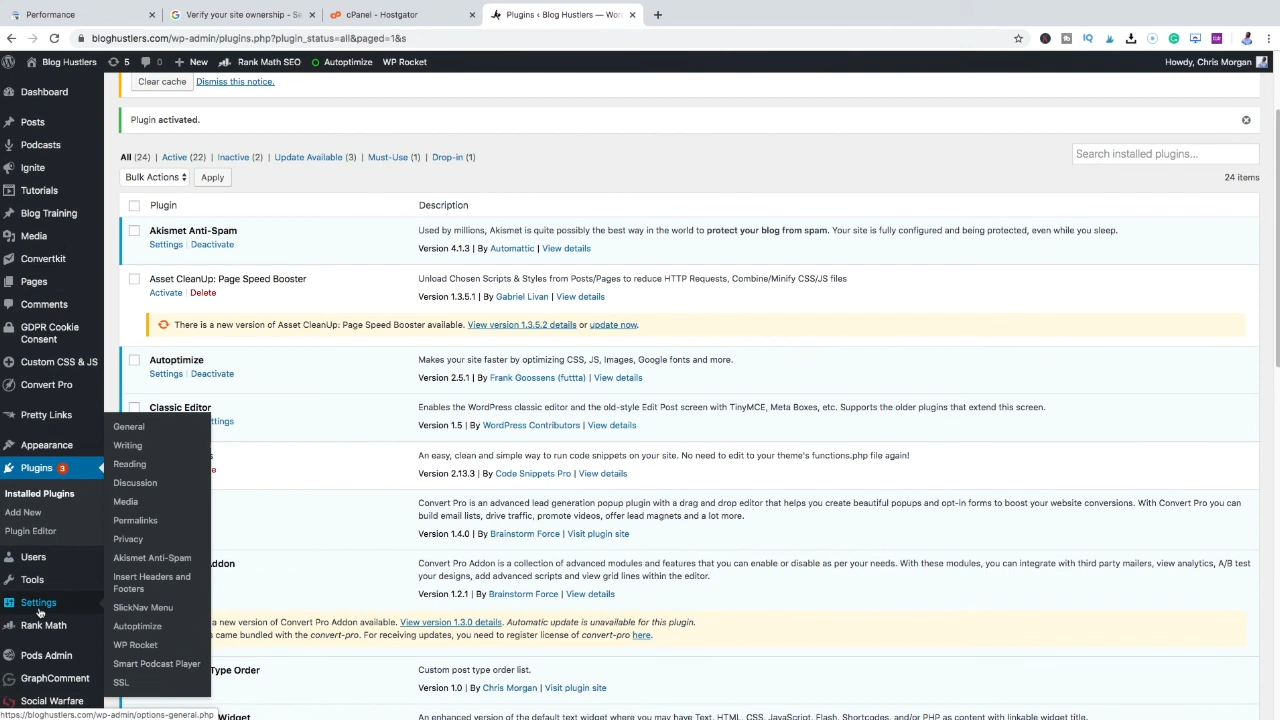 Performance
Verify your site ownership - Se
cPanel - Hostgator
Plugins ‹ Blog Hustlers — Wor
bloghustlers.com/wp-admin/plugins.php?plugin_status=all&paged=1&s
Blog Hustlers 5 0 New Rank Math SEO Autoptimize WP Rocket Howdy, Chris Morgan
Clear cache Dismiss this notice.
Plugin activated.
All (24) | Active (22) | Inactive (2) | Update Available (3) | Must-Use (1) | Drop-in (1)
Search installed plugins...
Bulk Actions Apply
24 items
Plugin Description
Akismet Anti-Spam
Settings | Deactivate
Used by millions, Akismet is quite possibly the best way in the world to protect your blog from spam. Your site is fully configured and being protected, even while you sleep.
Version 4.1.3 | By Automattic | View details
Asset CleanUp: Page Speed Booster
Activate | Delete
Unload Chosen Scripts & Styles from Posts/Pages to reduce HTTP Requests, Combine/Minify CSS/JS files
Version 1.3.5.1 | By Gabriel Livan | View details
There is a new version of Asset CleanUp: Page Speed Booster available. View version 1.3.5.2 details or update now.
Autoptimize
Settings | Deactivate
Makes your site faster by optimizing CSS, JS, Images, Google fonts and more.
Version 2.5.1 | By Frank Goossens (futtta) | View details
Classic Editor
ttings
Enables the WordPress classic editor and the old-style Edit Post screen with TinyMCE, Meta Boxes, etc. Supports the older plugins that extend this screen.
Version 1.5 | By WordPress Contributors | View details
s
e
An easy, clean and simple way to run code snippets on your site. No need to edit to your theme's functions.php file again!
Version 2.13.3 | By Code Snippets Pro | View details
Convert Pro is an advanced lead generation popup plugin with a drag and drop editor that helps you create beautiful popups and opt-in forms to boost your website conversions. With Convert Pro you can
build email lists, drive traffic, promote videos, offer lead magnets and a lot more.
Version 1.4.0 | By Brainstorm Force | Visit plugin site
Addon
Convert Pro Addon is a collection of advanced modules and features that you can enable or disable as per your needs. With these modules, you can integrate with third party mailers, view analytics, A/B test
your designs, add advanced scripts and view grid lines within the editor.
Version 1.2.1 | By Brainstorm Force | View details
a new version of Convert Pro Addon available. View version 1.3.0 details. Automatic update is unavailable for this plugin.
came bundled with the convert-pro. For receiving updates, you need to register license of convert-pro here.
Type Order
Custom post type order list.
Version 1.0 | By Chris Morgan | Visit plugin site
Widget
An enhanced version of the default text widget where you may have Text, HTML, CSS, JavaScript, Flash, Shortcodes, and/or PHP as content with linkable widget title.
Dashboard
Posts
Podcasts
Ignite
Tutorials
Blog Training
Media
Convertkit
Pages
Comments
GDPR Cookie
Consent
Custom CSS & JS
Convert Pro
Pretty Links
Appearance
Plugins 3
Installed Plugins
Add New
Plugin Editor
Users
Tools
Settings
Rank Math
Pods Admin
GraphComment
Social Warfare
General
Writing
Reading
Discussion
Media
Permalinks
Privacy
Akismet Anti-Spam
Insert Headers and
Footers
SlickNav Menu
Autoptimize
WP Rocket
Smart Podcast Player
SSL
https://bloghustlers.com/wp-admin/options-general.php